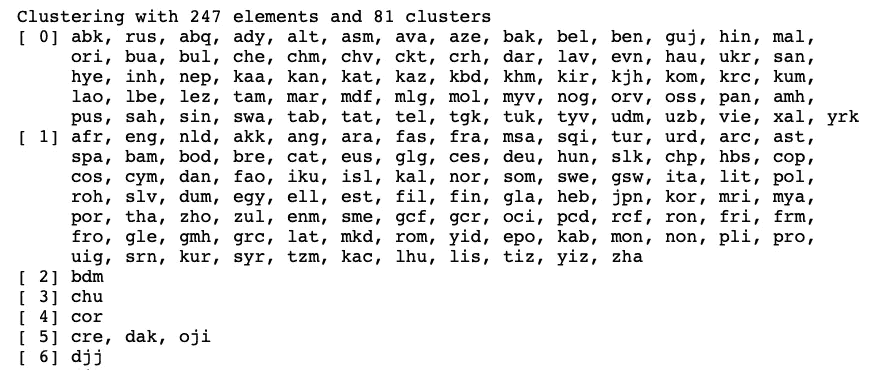 Clustering with 247 elements and 81 clusters
[ 0] abk, rus, abq, ady, alt, asm, ava, aze, bak, bel, ben, guj, hin, mal,
ori, bua, bul, che, chm, chv, ckt, crh, dar, lav, evn, hau, ukr, san,
hye, inh, nep, kaa, kan, kat, kaz, kbd, khm, kir, kjh, kom, krc, kum,
lao, lbe, lez, tam, mar, mdf, mlg, mol, myv, nog, orv, oss, pan, amh,
pus, sah, sin, swa, tab, tat, tel, tgk, tuk, tyv, udm, uzb, vie, xal, yrk
[ 1] afr, eng, nld, akk, ang, ara, fas, fra, msa, sqi, tur, urd, arc, ast,
spa, bam, bod, bre, cat, eus, glg, ces, deu, hun, slk, chp, hbs, cop,
cos, cym, dan, fao, iku, isl, kal, nor, som, swe, gsw, ita, lit, pol,
roh, slv, dum, egy, ell, est, fil, fin, gla, heb, jpn, kor, mri, mya,
por, tha, zho, zul, enm, sme, gcf, gcr, oci, pcd, rcf, ron, fri, frm,
fro, gle, gmh, grc, lat, mkd, rom, yid, epo, kab, mon, non, pli, pro,
uig, srn, kur, syr, tzm, kac, lhu, lis, tiz, yiz, zha
[ 2] bdm
[ 3] chu
[ 4] cor
[ 5] cre, dak, oji
[ 6] djj